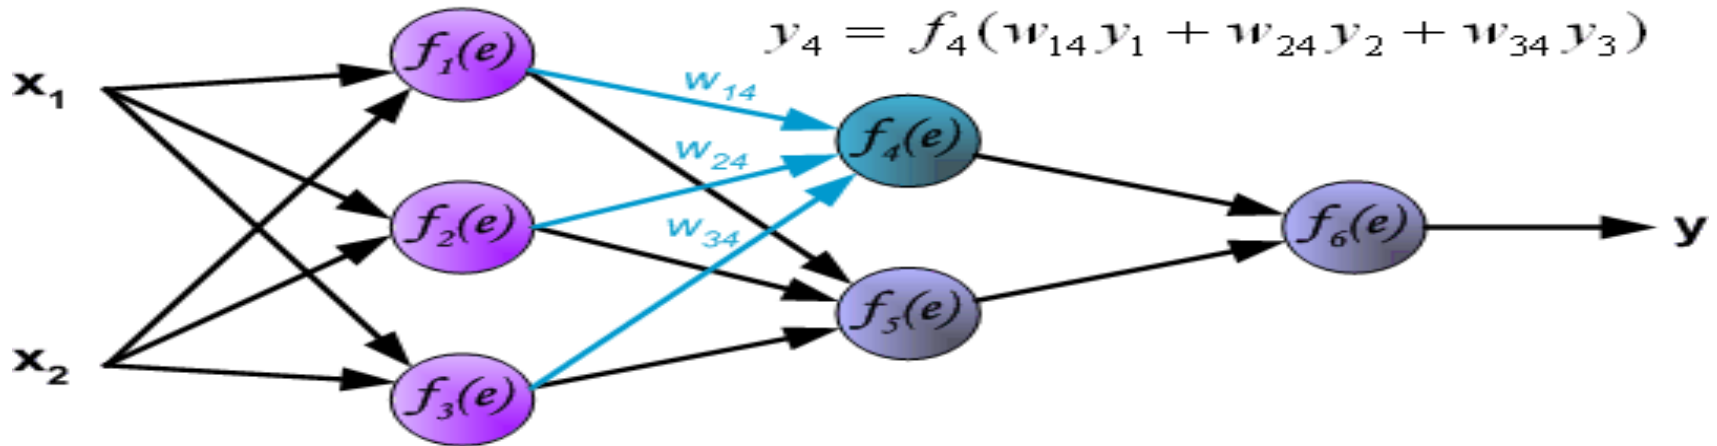 y₄ = f₄(w₁₄ y₁ + w₂₄ y₂ + w₃₄ y₃)
x₁
f₁(e)
w₁₄
f₄(e)
w₂₄
f₂(e)
w₃₄
f₆(e)
y
f₅(e)
x₂
f₃(e)